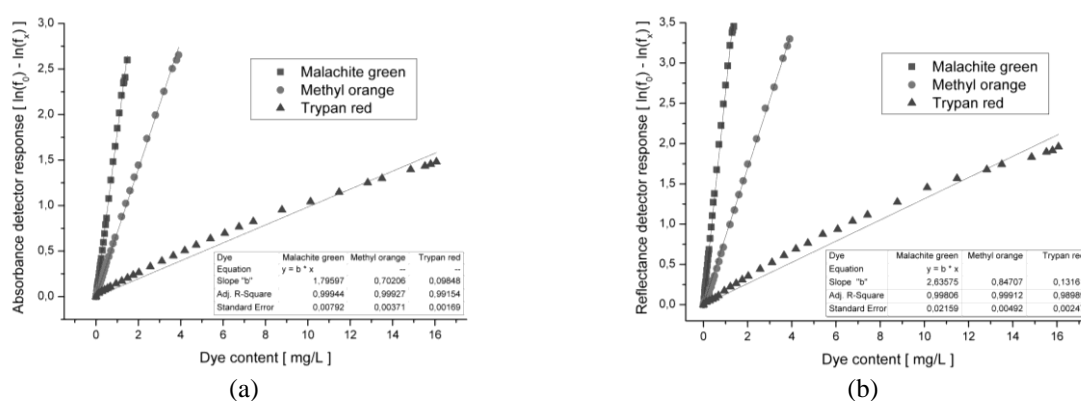 Absorbance detector response [ ln(f0) - ln(fx) ]
3,0
2,5
2,0
1,5
1,0
0,5
0,0
Malachite green
Methyl orange
Trypan red
Dye Malachite green Methyl orange Trypan red
Equation y = b * x -- --
Slope "b" 1,79597 0,70206 0,09848
Adj. R-Square 0,99944 0,99927 0,99154
Standard Error 0,00792 0,00371 0,00169
0 2 4 6 8 10 12 14 16
Dye content [ mg/L ]
(a)
Reflectance detector response [ ln(f0) - ln(fx) ]
3,5
3,0
2,5
2,0
1,5
1,0
0,5
0,0
Malachite green
Methyl orange
Trypan red
Dye Malachite green Methyl orange Trypan red
Equation y = b * x
Slope "b" 2,63575 0,84707 0,1316
Adj. R-Square 0,99806 0,99912 0,9898
Standard Error 0,02159 0,00492 0,0024
0 2 4 6 8 10 12 14 16
Dye content [ mg/L ]
(b)